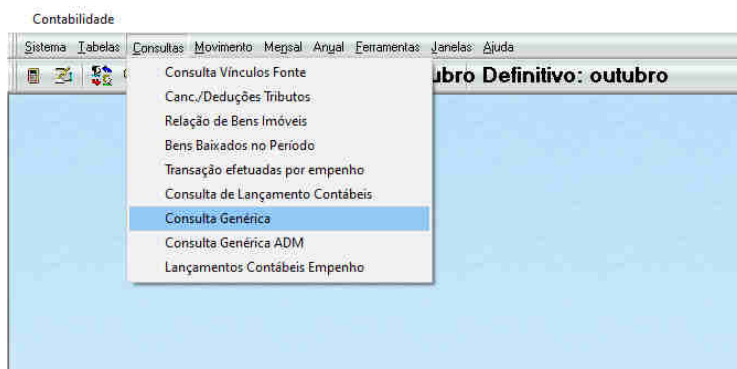 Contabilidade
Sistema Tabelas Consultas Movimento Mensal Anual Ferramentas Janelas Ajuda
ubro Definitivo: outubro
Consulta Vínculos Fonte
Canc./Deduções Tributos
Relação de Bens Imóveis
Bens Baixados no Período
Transação efetuadas por empenho
Consulta de Lançamento Contábeis
Consulta Genérica
Consulta Genérica ADM
Lançamentos Contábeis Empenho